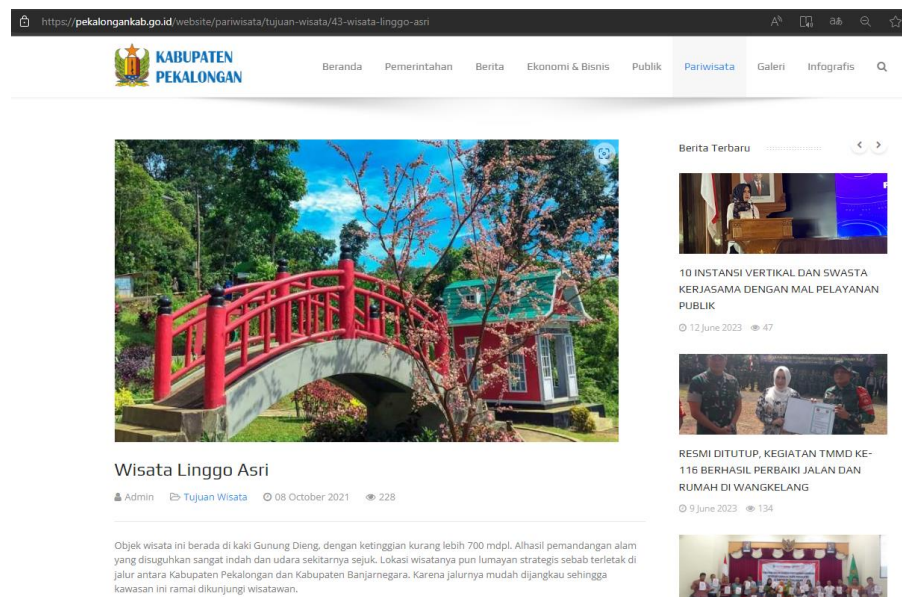 https://pekalongankab.go.id/website/pariwisata/tujuan-wisata/43-wisata-linggo-asri
KABUPATEN
PEKALONGAN
Beranda Pemerintahan Berita Ekonomi & Bisnis Publik Pariwisata Galeri Infografis
Wisata Linggo Asri
Admin Tujuan Wisata 08 October 2021 228
Objek wisata ini berada di kaki Gunung Dieng, dengan ketinggian kurang lebih 700 mdpl. Alhasil pemandangan alam
yang disuguhkan sangat indah dan udara sekitarnya sejuk. Lokasi wisatanya pun lumayan strategis sebab terletak di
jalur antara Kabupaten Pekalongan dan Kabupaten Banjarnegara. Karena jalurnya mudah dijangkau sehingga
kawasan ini ramai dikunjungi wisatawan.
Berita Terbaru
10 INSTANSI VERTIKAL DAN SWASTA
KERJASAMA DENGAN MAL PELAYANAN
PUBLIK
12 June 2023 47
RESMI DITUTUP, KEGIATAN TMMD KE-
116 BERHASIL PERBAIKI JALAN DAN
RUMAH DI WANGKELANG
9 June 2023 134